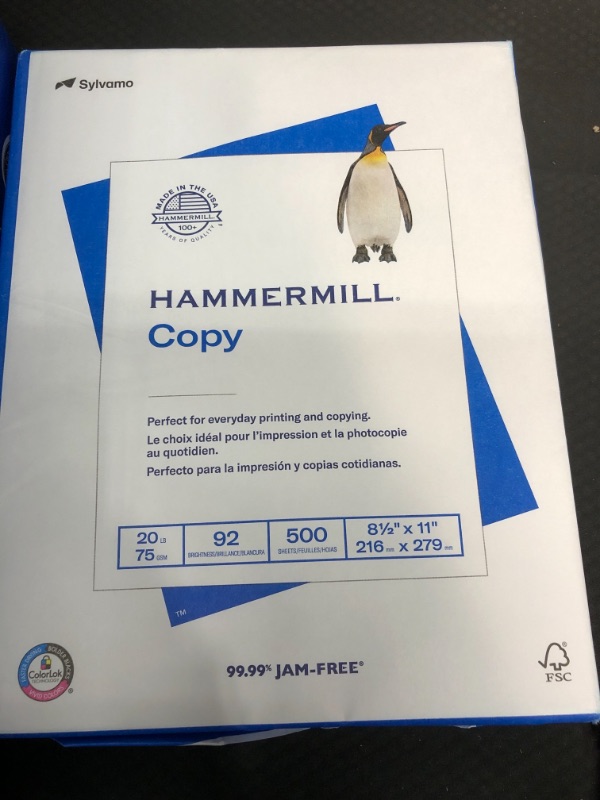 Sylvamo
MADE IN THE USA
HAMMERMILL
100+
YEARS OF QUALITY
HAMMERMILL®
Copy
Perfect for everyday printing and copying.
Le choix idéal pour l'impression et la photocopie
au quotidien.
Perfecto para la impresión y copias cotidianas.
20 LB
75 GSM
92
BRIGHTNESS/BRILLANCE/BLANCURA
500
SHEETS/FEUILLES/HOJAS
8½" x 11"
216 mm x 279 mm
TM
ColorLok
TECHNOLOGY
®
99.99% JAM-FREE®
FSC
®